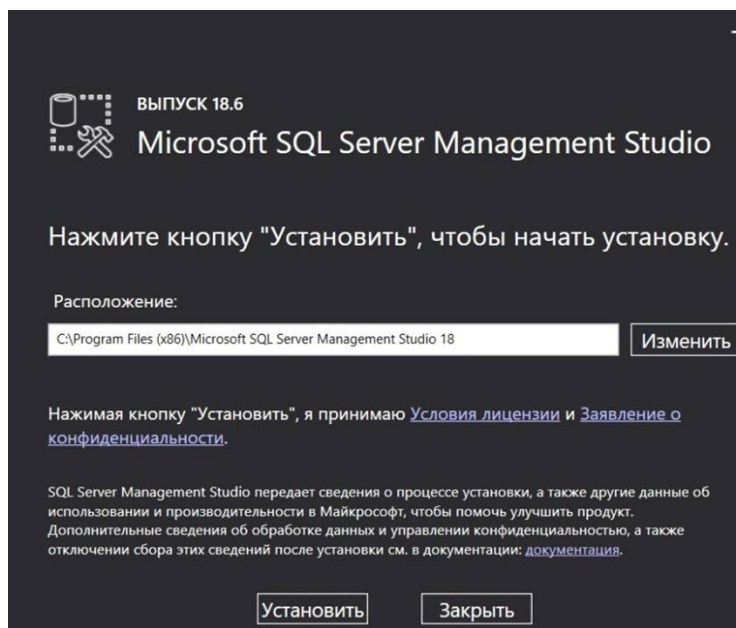 ВЫПУСК 18.6
Microsoft SQL Server Management Studio
Нажмите кнопку "Установить", чтобы начать установку.
Расположение:
C:\Program Files (x86)\Microsoft SQL Server Management Studio 18
Изменить
Нажимая кнопку "Установить", я принимаю Условия лицензии и Заявление о
конфиденциальности.
SQL Server Management Studio передает сведения о процессе установки, а также другие данные об
использовании и производительности в Майкрософт, чтобы помочь улучшить продукт.
Дополнительные сведения об обработке данных и управлении конфиденциальностью, а также
отключении сбора этих сведений после установки см. в документации: документация.
Установить
Закрыть